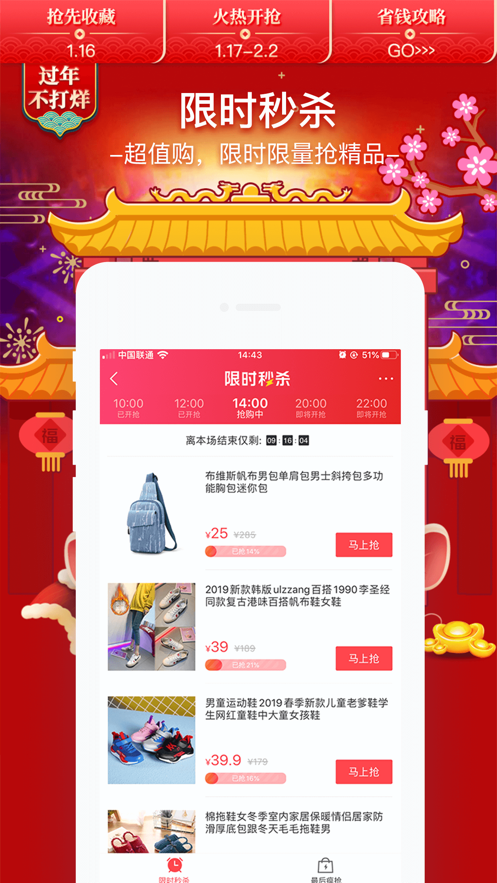 抢先收藏
1.16
火热开抢
1.17-2.2
省钱攻略
GO>>>
过年
不打烊
限时秒杀
–超值购，限时限量抢精品–
中国联通
14:43
51%
限时秒杀
10:00
已开抢
12:00
已开抢
14:00
抢购中
20:00
即将开抢
22:00
即将开抢
离本场结束仅剩: 09:16:04
福
福
布维斯帆布男包单肩包男士斜挎包多功
能胸包迷你包
¥25 ¥285
已抢14%
马上抢
2019新款韩版ulzzang百搭1990李圣经
同款复古港味百搭帆布鞋女鞋
¥39 ¥189
已抢21%
马上抢
男童运动鞋2019春季新款儿童老爹鞋学
生网红童鞋中大童女孩鞋
¥39.9 ¥179
已抢16%
马上抢
棉拖鞋女冬季室内家居保暖情侣居家防
滑厚底包跟冬天毛毛拖鞋男
限时秒杀
最后疯抢